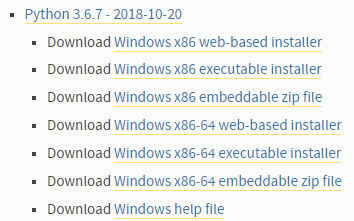 Python 3.6.7 - 2018-10-20
Download Windows x86 web-based installer
Download Windows x86 executable installer
Download Windows x86 embeddable zip file
Download Windows x86-64 web-based installer
Download Windows x86-64 executable installer
Download Windows x86-64 embeddable zip file
Download Windows help file